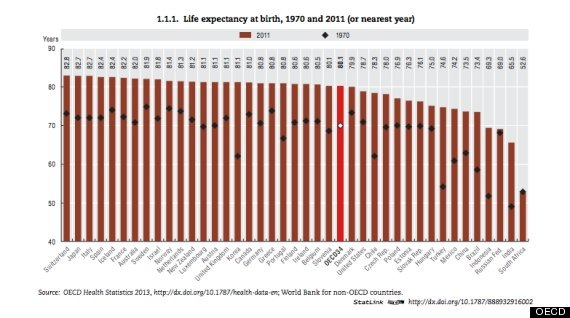 1.1.1. Life expectancy at birth, 1970 and 2011 (or nearest year)
2011 1970
Years
90
80
70
60
50
40
82.8 82.7 82.7 82.4 82.4 82.2 82.0 81.9 81.8 81.4 81.3 81.2 81.1 81.1 81.1 81.1 81.0 80.8 80.8 80.8 80.6 80.6 80.5 80.1 80.1 79.9 78.7 78.3 78.0 76.9 76.3 76.1 75.0 74.6 74.2 73.5 73.4 69.3 69.0 65.5 52.6
Switzerland Japan Italy Spain Iceland France Australia Sweden Israel Norway Netherlands New Zealand Luxembourg Austria United Kingdom Korea Canada Germany Greece Portugal Finland Ireland Belgium Slovenia OECD34 Denmark United States Chile Czech Rep. Poland Estonia Slovak Rep. Hungary Turkey Mexico China Brazil Indonesia Russian Fed. India South Africa
Source: OECD Health Statistics 2013, http://dx.doi.org/10.1787/health-data-en; World Bank for non-OECD countries.
StatLink http://dx.doi.org/10.1787/888932916002
OECD